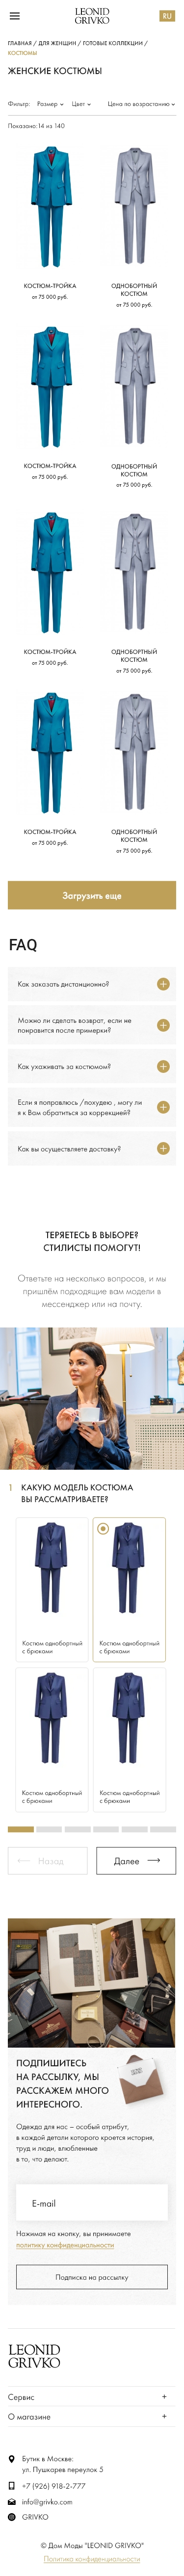 LEONID
GRIVKO
RU
ГЛАВНАЯ / ДЛЯ ЖЕНЩИН / ГОТОВЫЕ КОЛЛЕКЦИИ /
КОСТЮМЫ
ЖЕНСКИЕ КОСТЮМЫ
Фильтр: Размер Цвет Цена по возрастанию
Показано:14 из 140
КОСТЮМ-ТРОЙКА
от 75 000 руб.
ОДНОБОРТНЫЙ
КОСТЮМ
от 75 000 руб.
КОСТЮМ-ТРОЙКА
от 75 000 руб.
ОДНОБОРТНЫЙ
КОСТЮМ
от 75 000 руб.
КОСТЮМ-ТРОЙКА
от 75 000 руб.
ОДНОБОРТНЫЙ
КОСТЮМ
от 75 000 руб.
КОСТЮМ-ТРОЙКА
от 75 000 руб.
ОДНОБОРТНЫЙ
КОСТЮМ
от 75 000 руб.
Загрузить еще
FAQ
Как заказать дистанционно?
Можно ли сделать возврат, если не
понравится после примерки?
Как ухаживать за костюмом?
Если я поправлюсь /похудею , могу ли
я к Вам обратиться за коррекцией?
Как вы осуществляете доставку?
ТЕРЯЕТЕСЬ В ВЫБОРЕ?
СТИЛИСТЫ ПОМОГУТ!
Ответьте на несколько вопросов, и мы
пришлём подходящие вам модели в
мессенджер или на почту.
1 КАКУЮ МОДЕЛЬ КОСТЮМА
ВЫ РАССМАТРИВАЕТЕ?
Костюм однобортный
с брюками
Костюм однобортный
с брюками
Костюм однобортный
с брюками
Костюм однобортный
с брюками
Назад
Далее
ПОДПИШИТЕСЬ
НА РАССЫЛКУ, МЫ
РАССКАЖЕМ МНОГО
ИНТЕРЕСНОГО.
Одежда для нас – особый атрибут,
в каждой детали которого кроется история,
труд и люди, влюбленные
в то, что делают.
E-mail
Нажимая на кнопку, вы принимаете
политику конфиденциальности
Подписка на рассылку
LEONID
GRIVKO
Сервис +
О магазине +
Бутик в Москве:
ул. Пушкарев переулок 5
+7 (926) 918-2-777
info@grivko.com
GRIVKO
© Дом Моды "LEONID GRIVKO"
Политика конфиденциальности